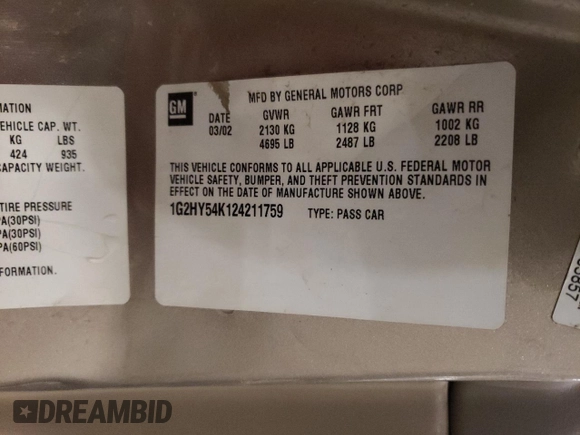 MATION
EHICLE CAP. WT.
KG LBS
424 935
CAPACITY WEIGHT.
TIRE PRESSURE
PA(30PSI)
PA(30PSI)
PA(60PSI)
FORMATION.
GM
MFD BY GENERAL MOTORS CORP
DATE GVWR GAWR FRT GAWR RR
03/02 2130 KG 1128 KG 1002 KG
4695 LB 2487 LB 2208 LB
THIS VEHICLE CONFORMS TO ALL APPLICABLE U.S. FEDERAL MOTOR
VEHICLE SAFETY, BUMPER, AND THEFT PREVENTION STANDARDS IN
EFFECT ON THE DATE OF MANUFACTURE SHOWN ABOVE.
1G2HY54K124211759 TYPE: PASS CAR
DREAMBID